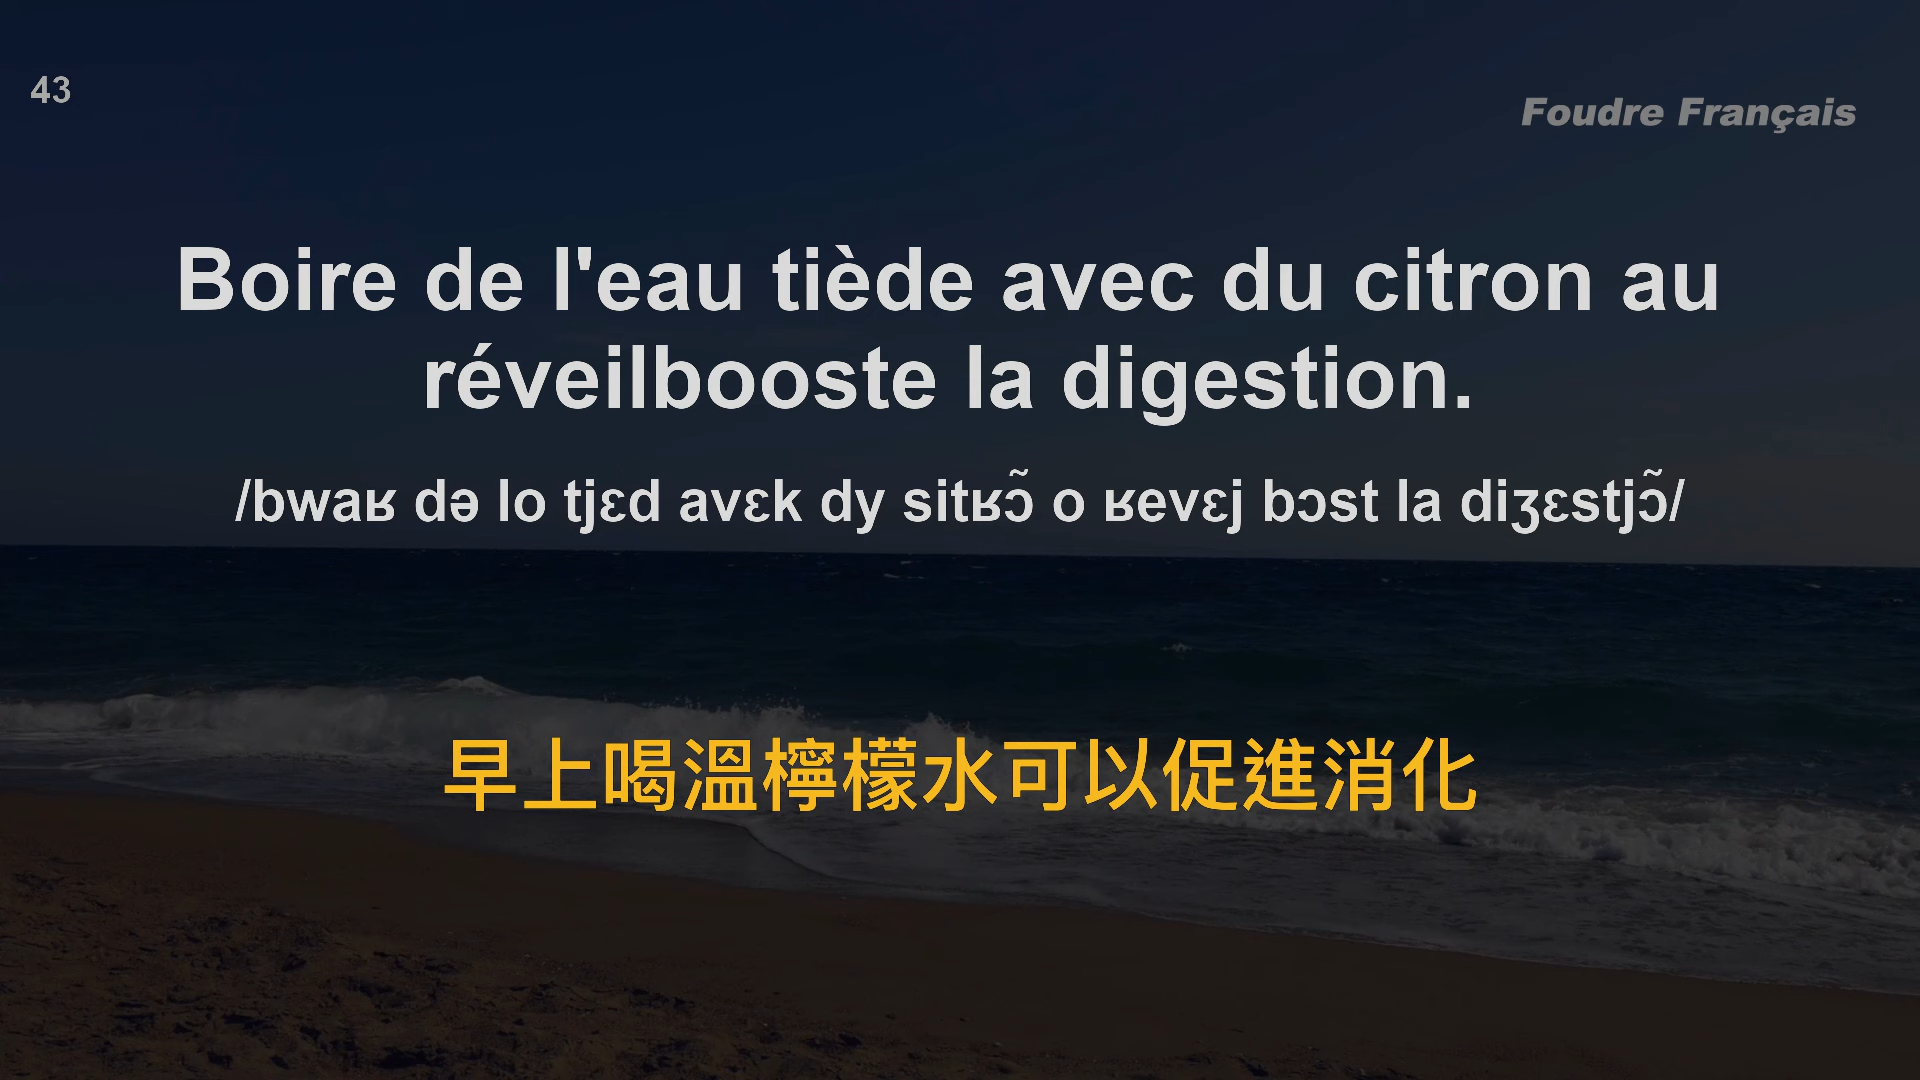 43
Foudre Français
Boire de l'eau tiède avec du citron au
réveilbooste la digestion.
/bwaʁ də lo tjɛd avɛk dy sitʁɔ̃ o ʁevɛj bɔst la diʒɛstjɔ̃/
早上喝溫檸檬水可以促進消化